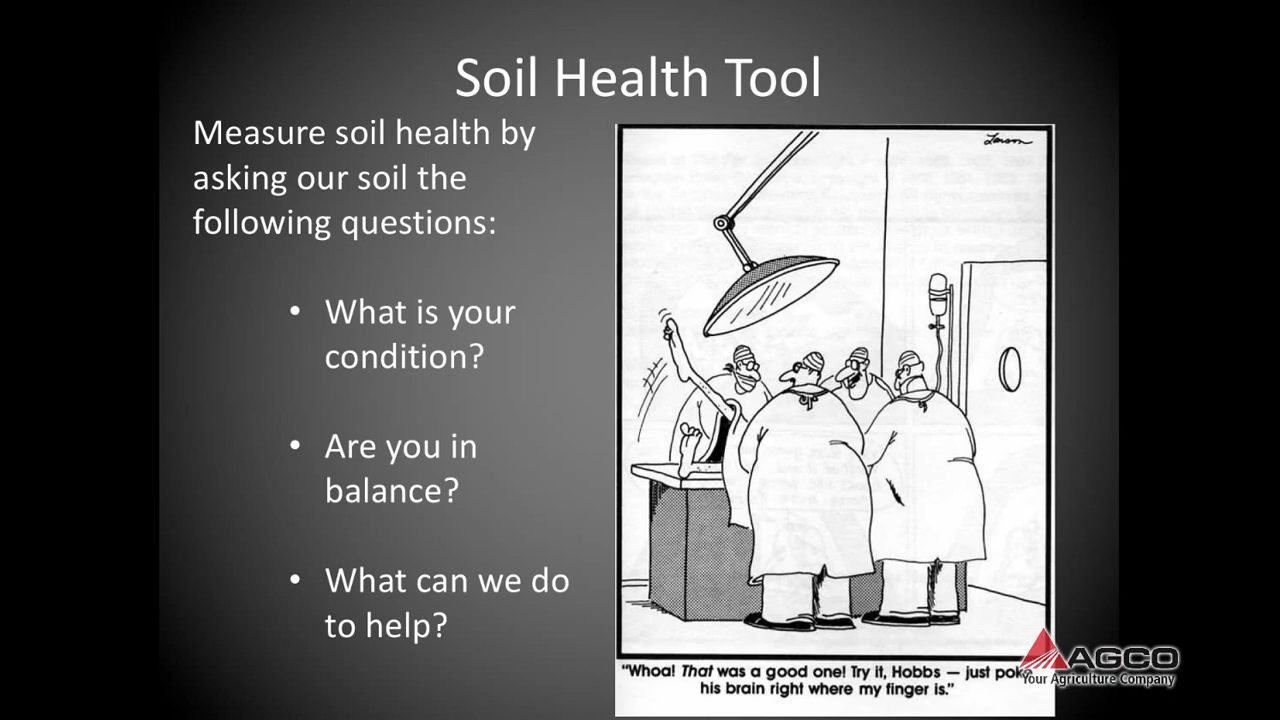 Soil Health Tool
Measure soil health by
asking our soil the
following questions:
• What is your
condition?
• Are you in
balance?
• What can we do
to help?
Larson
"Whoa! That was a good one! Try it, Hobbs — just
his brain right where my finger is."
AGCO
Your Agriculture Company